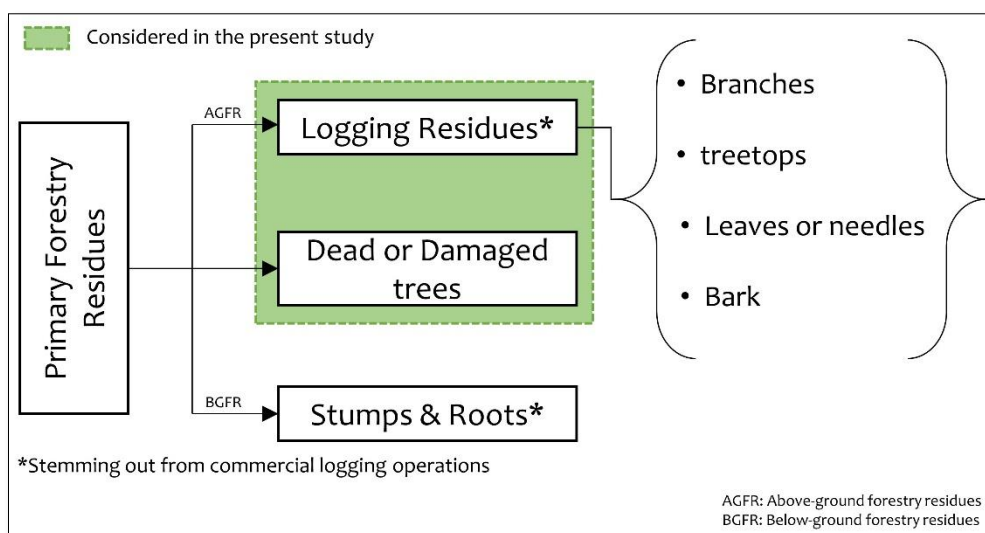 Considered in the present study
Primary Forestry
Residues
AGFR
Logging Residues*
Dead or Damaged
trees
BGFR
Stumps & Roots*
• Branches
• treetops
• Leaves or needles
• Bark
*Stemming out from commercial logging operations
AGFR: Above-ground forestry residues
BGFR: Below-ground forestry residues